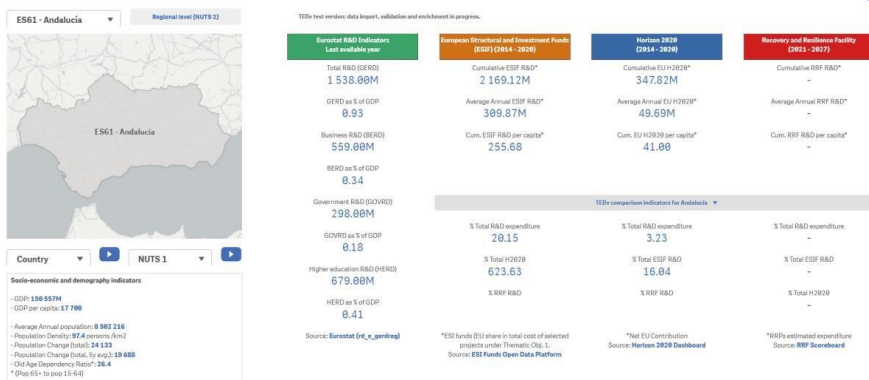 ES61 - Andalucía
Regional level (NUTS 2)
ES61 - Andalucía
Country
NUTS 1
Socio-economic and demography indicators
- GDP: 150 557M
- GDP per capita: 17 700
- Average Annual population: 8 502 216
- Population Density: 97.4 persons /km2
- Population Change (total): 24 133
- Population Change (total, 5y avg.): 19 688
- Old Age Dependency Ratio*: 26.4
* (Pop 65+ to pop 15-64)
TEDv test version: data import, validation and enrichment in progress.
Eurostat R&D Indicators
Last available year
Total R&D (GERD)
1 538.00M
GERD as % of GDP
0.93
Business R&D (BERD)
559.00M
BERD as % of GDP
0.34
Government R&D (GOVRD)
298.00M
GOVRD as % of GDP
0.18
Higher education R&D (HERD)
679.00M
HERD as % of GDP
0.41
Source: Eurostat (rd_e_gerdreg)
European Structural and Investment Funds
(ESIF) (2014 - 2020)
Cumulative ESIF R&D*
2 169.12M
Average Annual ESIF R&D*
309.87M
Cum. ESIF R&D per capita*
255.68
Horizon 2020
(2014 - 2020)
Cumulative EU H2020*
347.82M
Average Annual EU H2020*
49.69M
Cum. EU H2020 per capita*
41.00
Recovery and Resilience Facility
(2021 - 2027)
Cumulative RRF R&D*
-
Average Annual RRF R&D*
-
Cum. RRF R&D per capita*
-
TEDv comparison indicators for Andalucía
% Total R&D expenditure
20.15
% Total H2020
623.63
% RRF R&D
*ESI funds (EU share in total cost of selected
projects under Thematic Obj. 1.
Source: ESI Funds Open Data Platform
% Total R&D expenditure
3.23
% Total ESIF R&D
16.04
% RRF R&D
*Net EU Contribution
Source: Horizon 2020 Dashboard
% Total R&D expenditure
-
% Total ESIF R&D
-
% Total H2020
-
*RRPs estimated expenditure
Source: RRF Scoreboard